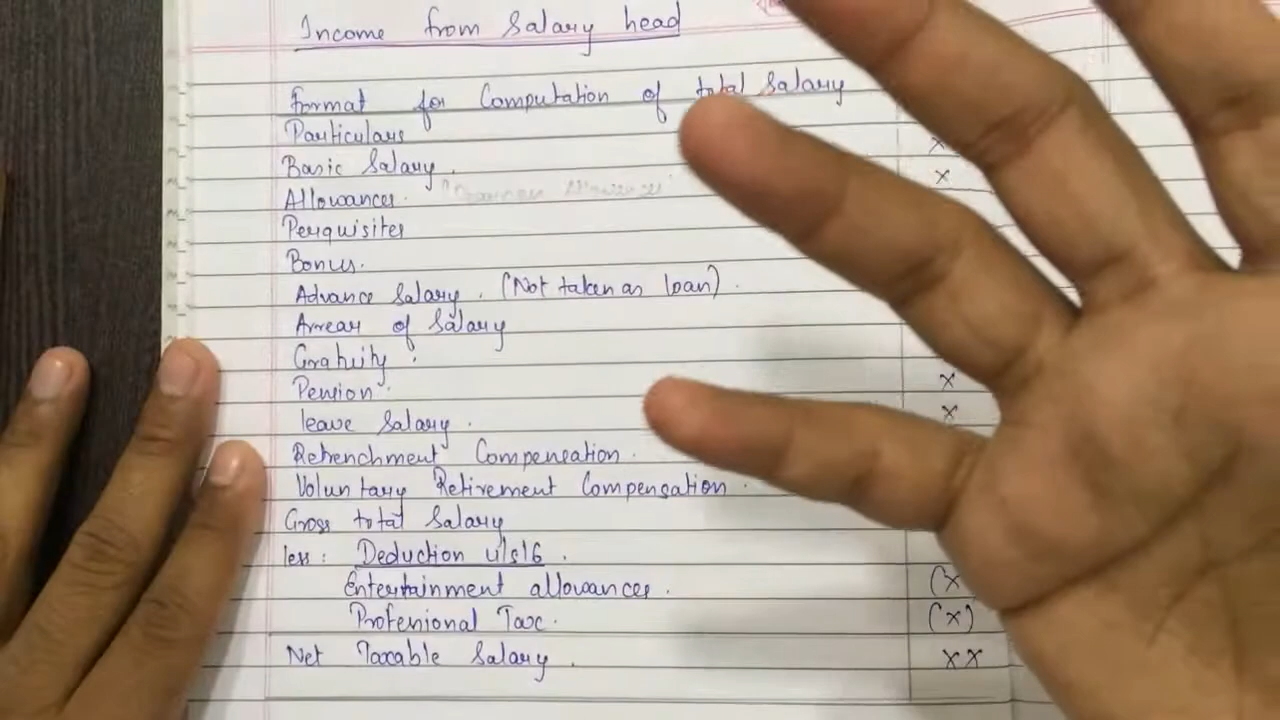 Income from Salary head
Format for Computation of total Salary
Particulars
Basic Salary. x
Allowances. x
Perquisites
Bonus.
Advance Salary. (Not taken as loan).
Arrear of Salary
Gratuity.
Pension. x
leave Salary. x
Retrenchment Compensation.
Voluntary Retirement Compensation.
Gross total Salary
less: Deduction u/s16.
Entertainment allowances. (x
Professional Tax. (x)
Net Taxable Salary. xx